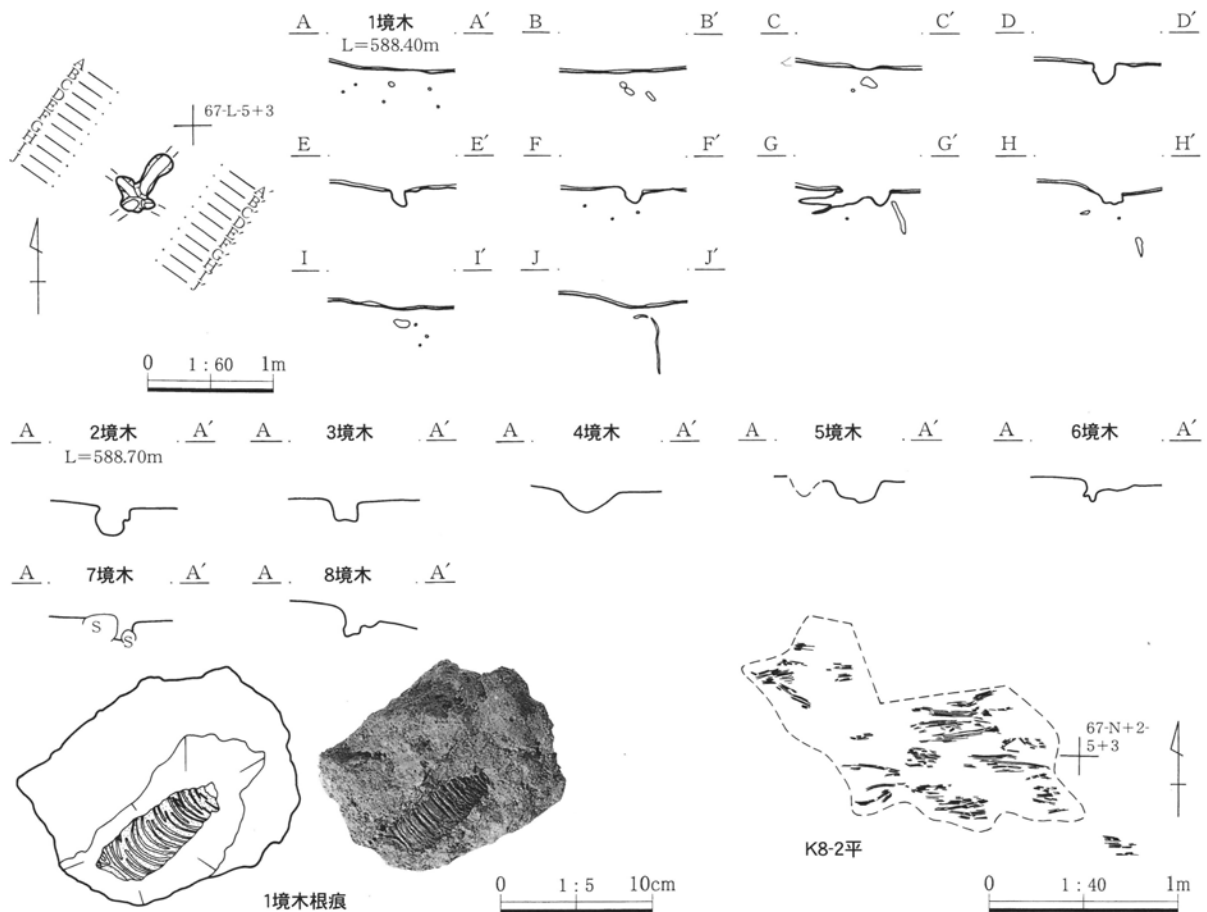 A 1境木 A′ B B′ C C′ D D′
L=588.40m
A B C D E F G H I J
67-L-5+3
E E′ F F′ G G′ H H′
A B C D E F G H I J
I I′ J J′
0 1:60 1m
A 2境木 A′ A 3境木 A′ A 4境木 A′ A 5境木 A′ A 6境木 A′
L=588.70m
A 7境木 A′ A 8境木 A′
S
S
67-N+2-
5+3
K8-2平
1境木根痕
0 1:5 10cm
0 1:40 1m